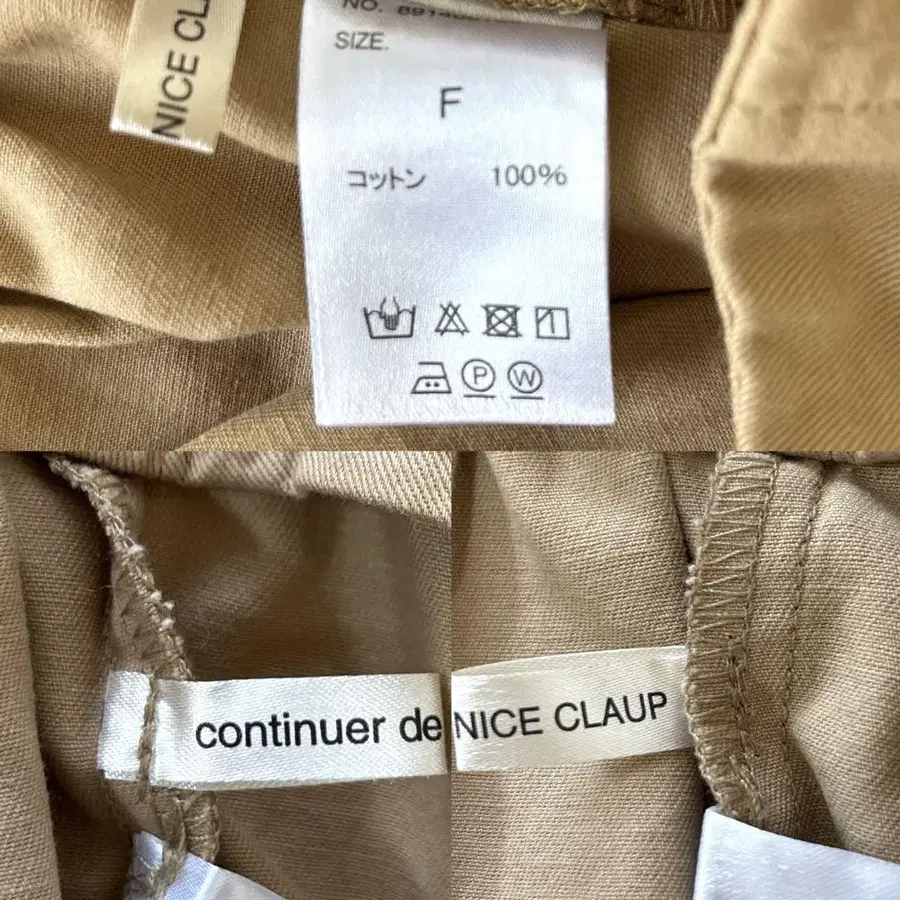 NICE CL
NO.
SIZE.
F
コットン 100%
P W
continuer de
NICE CLAUP